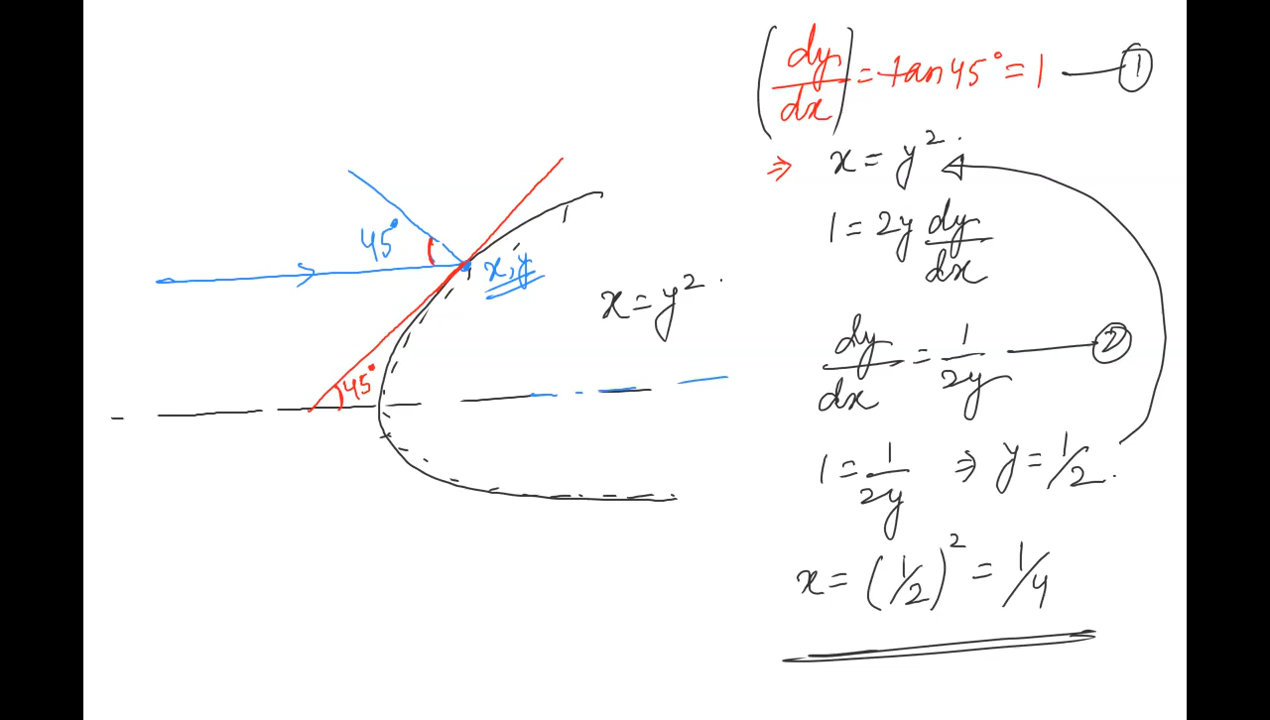 (dy/dx) = tan 45° = 1 —— ①
⇒ x = y².
1 = 2y dy/dx
45°
x, y
x = y².
dy/dx = 1/2y —— ②
45°
1 = 1/2y ⇒ y = 1/2.
x = (1/2)² = 1/4